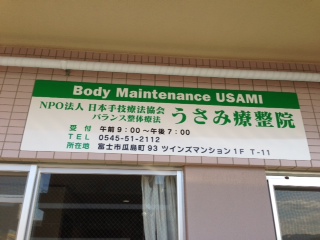 Body Maintenance USAMI
NPO法人 日本手技療法協会
バランス整体療法
うさみ療整院
受付 午前9:00〜午後7:00
TEL 0545-51-2112
所在地 富士市瓜島町93 ツインズマンション1F T-11